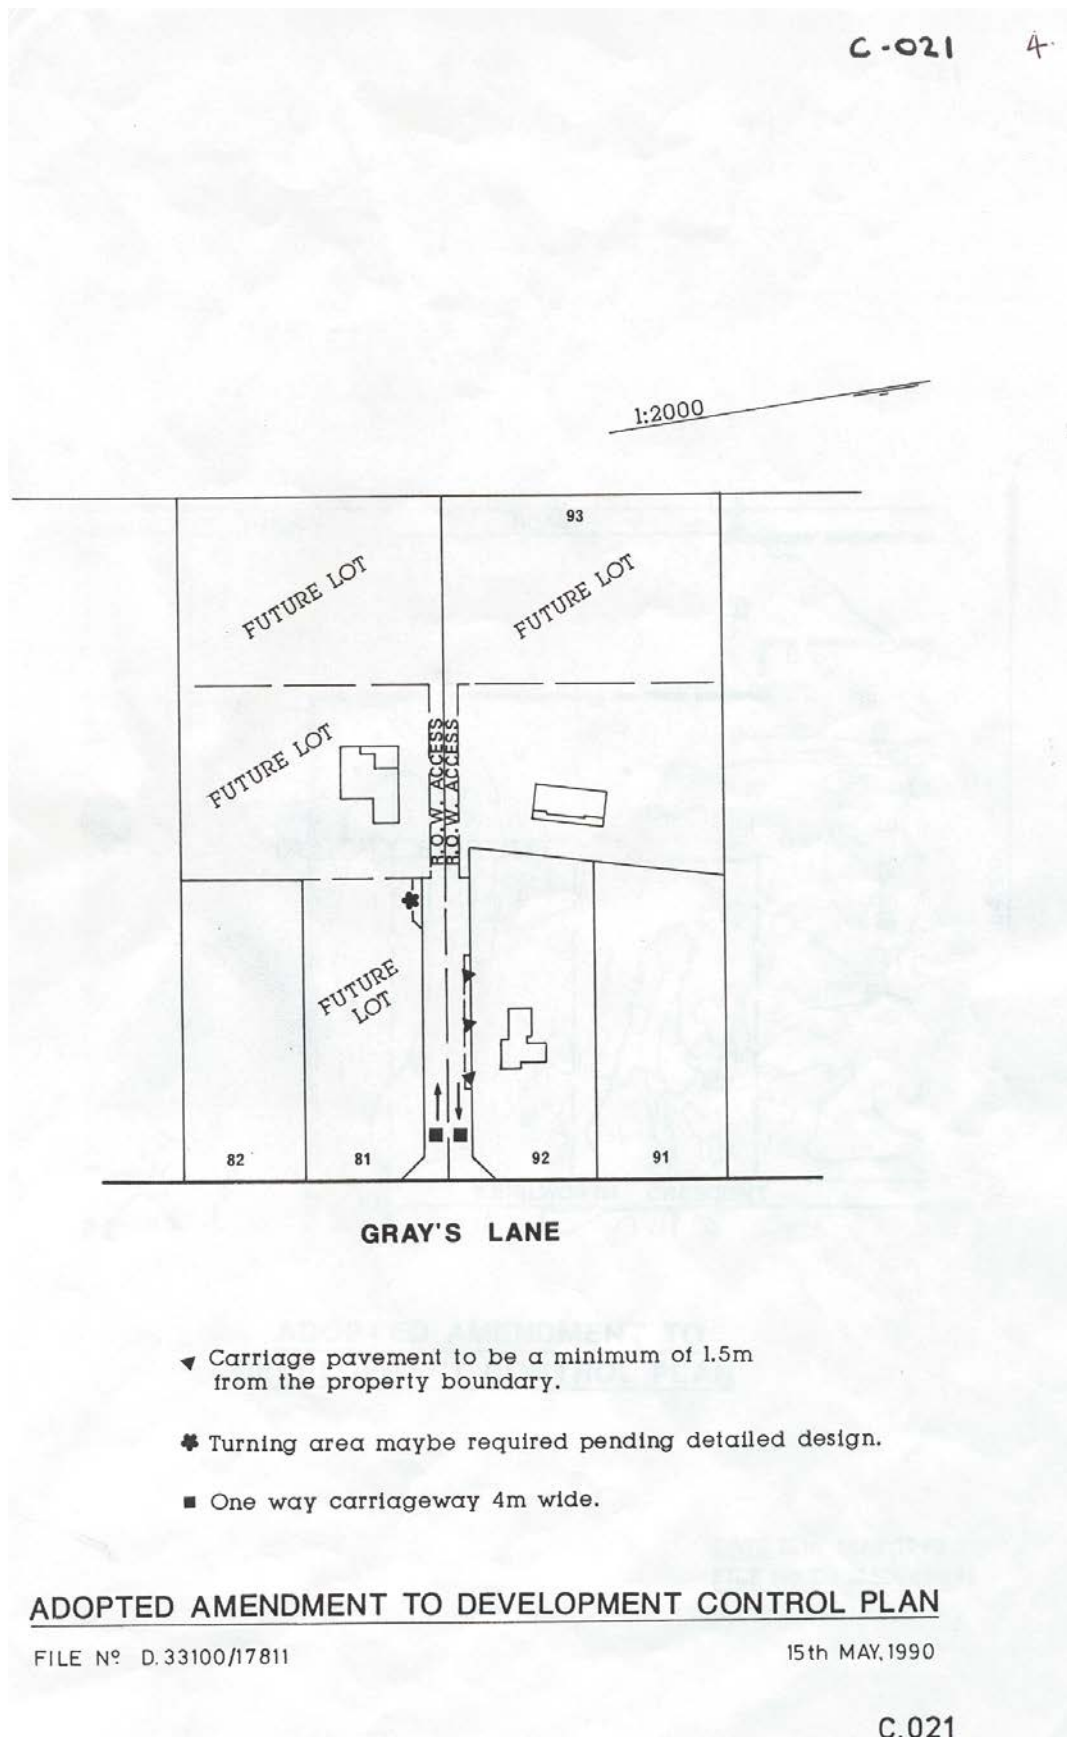 C-021 4.
1:2000
93
FUTURE LOT
FUTURE LOT
FUTURE LOT
R.O.W. ACCESS
R.O.W. ACCESS
FUTURE
LOT
82
81
92
91
GRAY'S LANE
Carriage pavement to be a minimum of 1.5m
from the property boundary.
Turning area maybe required pending detailed design.
One way carriageway 4m wide.
ADOPTED AMENDMENT TO DEVELOPMENT CONTROL PLAN
FILE Nº D.33100/17811
15th MAY, 1990
C.021